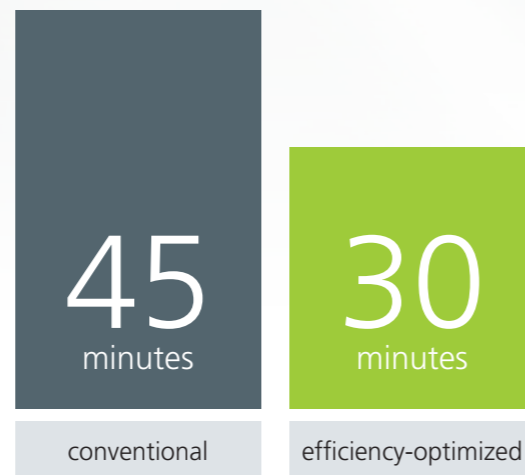 45
minutes
conventional
30
minutes
efficiency-optimized